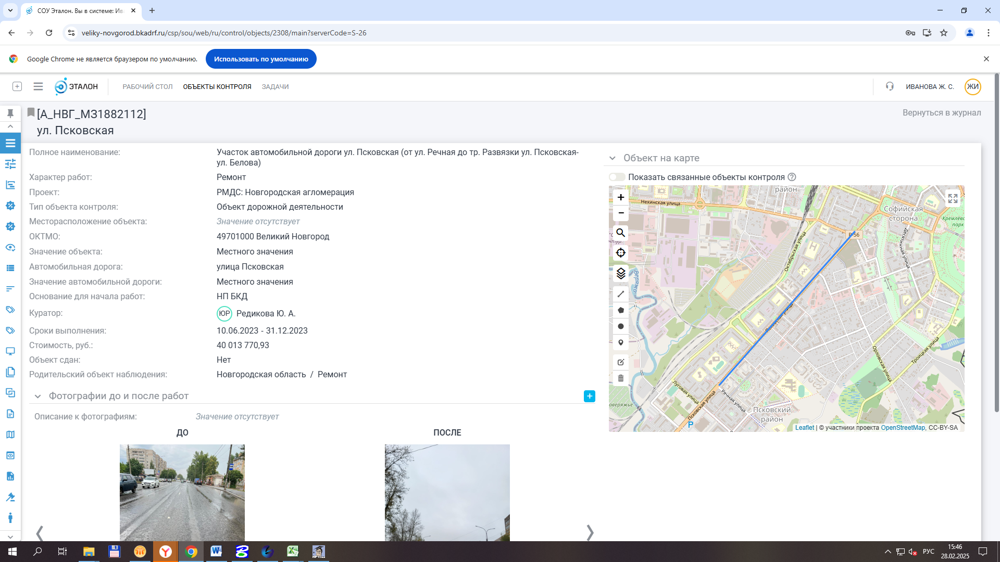 СОУ Эталон. Вы в системе: Ива
veliky-novgorod.bkadrf.ru/csp/sou/web/ru/control/objects/2308/main?serverCode=S-26
Google Chrome не является браузером по умолчанию.
Использовать по умолчанию
ЭТАЛОН
РАБОЧИЙ СТОЛ
ОБЪЕКТЫ КОНТРОЛЯ
ЗАДАЧИ
ИВАНОВА Ж. С.
ЖИ
[А_НВГ_МЗ1882112]
Вернуться в журнал
ул. Псковская
Полное наименование: Участок автомобильной дороги ул. Псковская (от ул. Речная до тр. Развязки ул. Псковская-
ул. Белова)
Характер работ: Ремонт
Проект: РМДС: Новгородская агломерация
Тип объекта контроля: Объект дорожной деятельности
Месторасположение объекта: Значение отсутствует
ОКТМО: 49701000 Великий Новгород
Значение объекта: Местного значения
Автомобильная дорога: улица Псковская
Значение автомобильной дороги: Местного значения
Основание для начала работ: НП БКД
Куратор: ЮР Редикова Ю. А.
Сроки выполнения: 10.06.2023 - 31.12.2023
Стоимость, руб.: 40 013 770,93
Объект сдан: Нет
Родительский объект наблюдения: Новгородская область / Ремонт
Фотографии до и после работ
+
Описание к фотографиям: Значение отсутствует
ДО
ПОСЛЕ
Объект на карте
Показать связанные объекты контроля
+
−
район
Нехинская улица
Софийская
сторона
Кремлёвский
парк
Р-56
Десятинная улица
Октябрьская улица
Веряжка
Псковская улица
Орловская улица
Троицкая улица
Луговая улица
Речная улица
Псковская улица
Псковский
район
P
Leaflet | © участники проекта OpenStreetMap, CC-BY-SA
РУС
15:46
28.02.2025